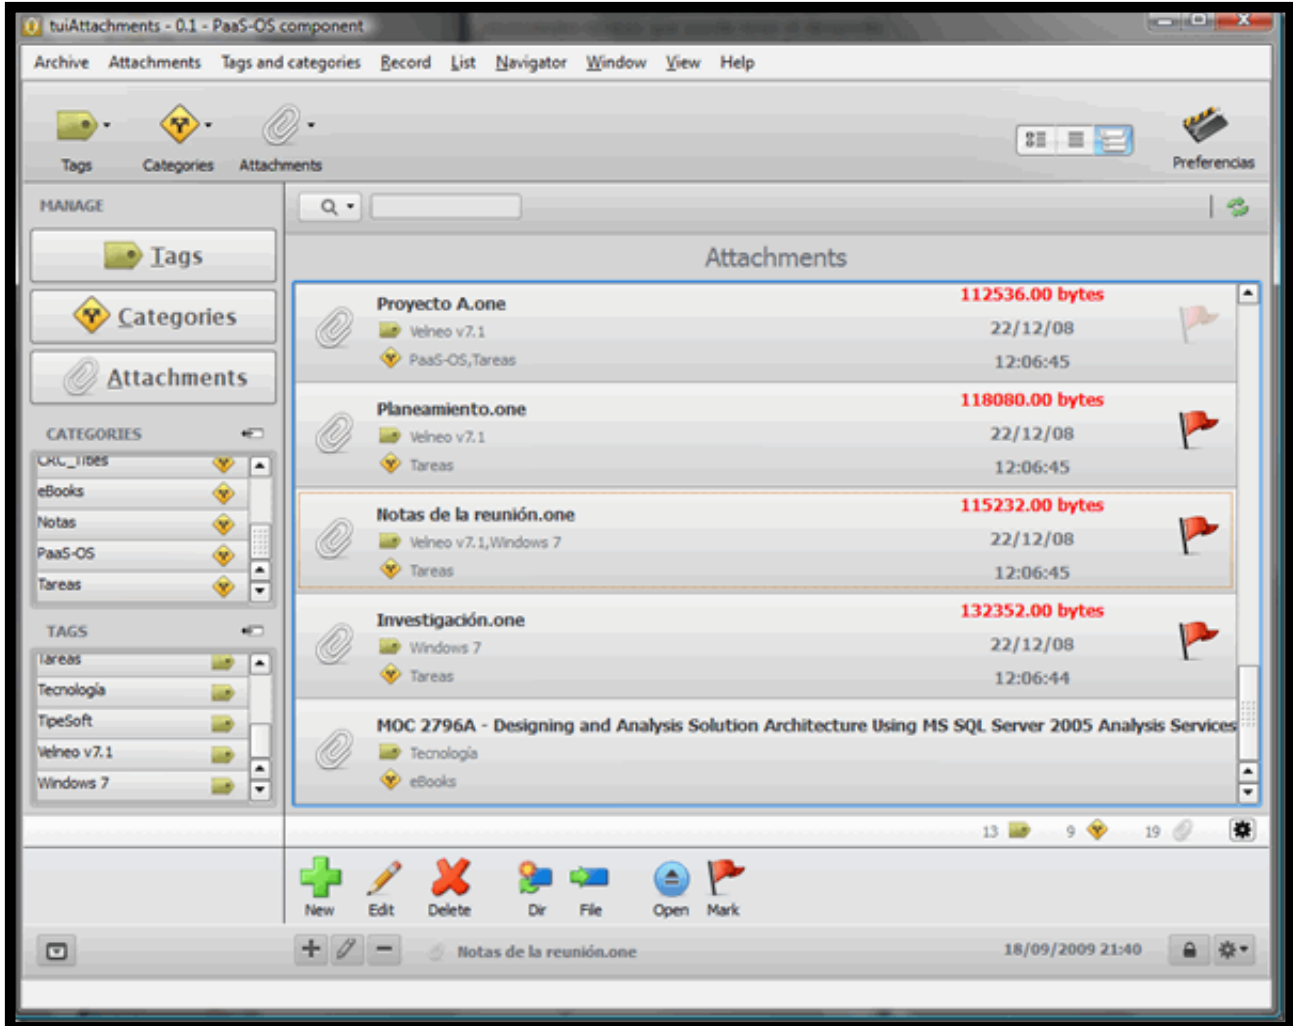 tuiAttachments - 0.1 - PaaS-OS component
Archive Attachments Tags and categories Record List Navigator Window View Help
Tags Categories Attachments Preferencias
MANAGE
Tags
Categories
Attachments
CATEGORIES
eBooks
Notas
PaaS-OS
Tareas
TAGS
Tareas
Tecnología
TipeSoft
Velneo v7.1
Windows 7
Attachments
Proyecto A.one 112536.00 bytes
Velneo v7.1 22/12/08
PaaS-OS,Tareas 12:06:45
Planeamiento.one 118080.00 bytes
Velneo v7.1 22/12/08
Tareas 12:06:45
Notas de la reunión.one 115232.00 bytes
Velneo v7.1,Windows 7 22/12/08
Tareas 12:06:45
Investigación.one 132352.00 bytes
Windows 7 22/12/08
Tareas 12:06:44
MOC 2796A - Designing and Analysis Solution Architecture Using MS SQL Server 2005 Analysis Services
Tecnología
eBooks
13 9 19
New Edit Delete Dir File Open Mark
Notas de la reunión.one 18/09/2009 21:40